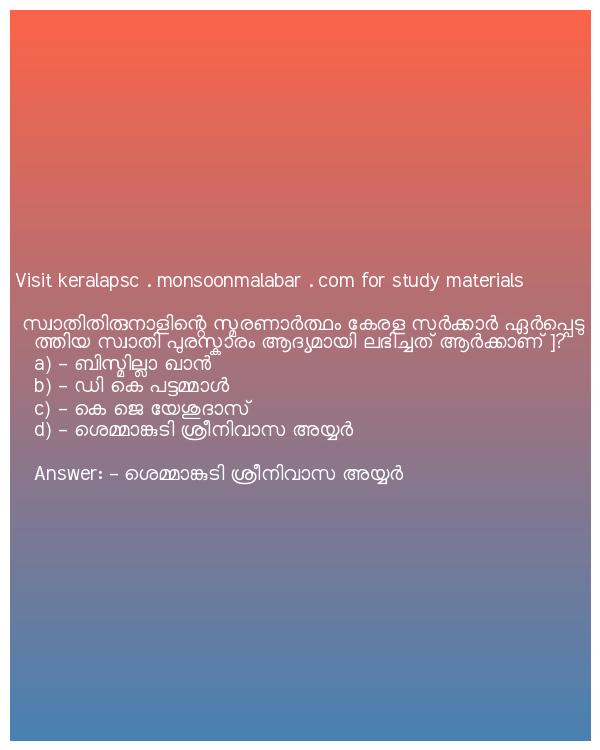 Visit keralapsc . monsoonmalabar . com for study materials
സ്വാതിതിരുനാളിന്റെ സ്മരണാർത്ഥം കേരള സർക്കാർ ഏർപ്പെടു
ത്തിയ സ്വാതി പുരസ്കാരം ആദ്യമായി ലഭിച്ചത് ആർക്കാണ് ]?
a) – ബിസ്മില്ലാ ഖാൻ
b) – ഡി കെ പട്ടമ്മാൾ
c) – കെ ജെ യേശുദാസ്
d) – ശെമ്മാങ്കുടി ശ്രീനിവാസ അയ്യർ
Answer: – ശെമ്മാങ്കുടി ശ്രീനിവാസ അയ്യർ